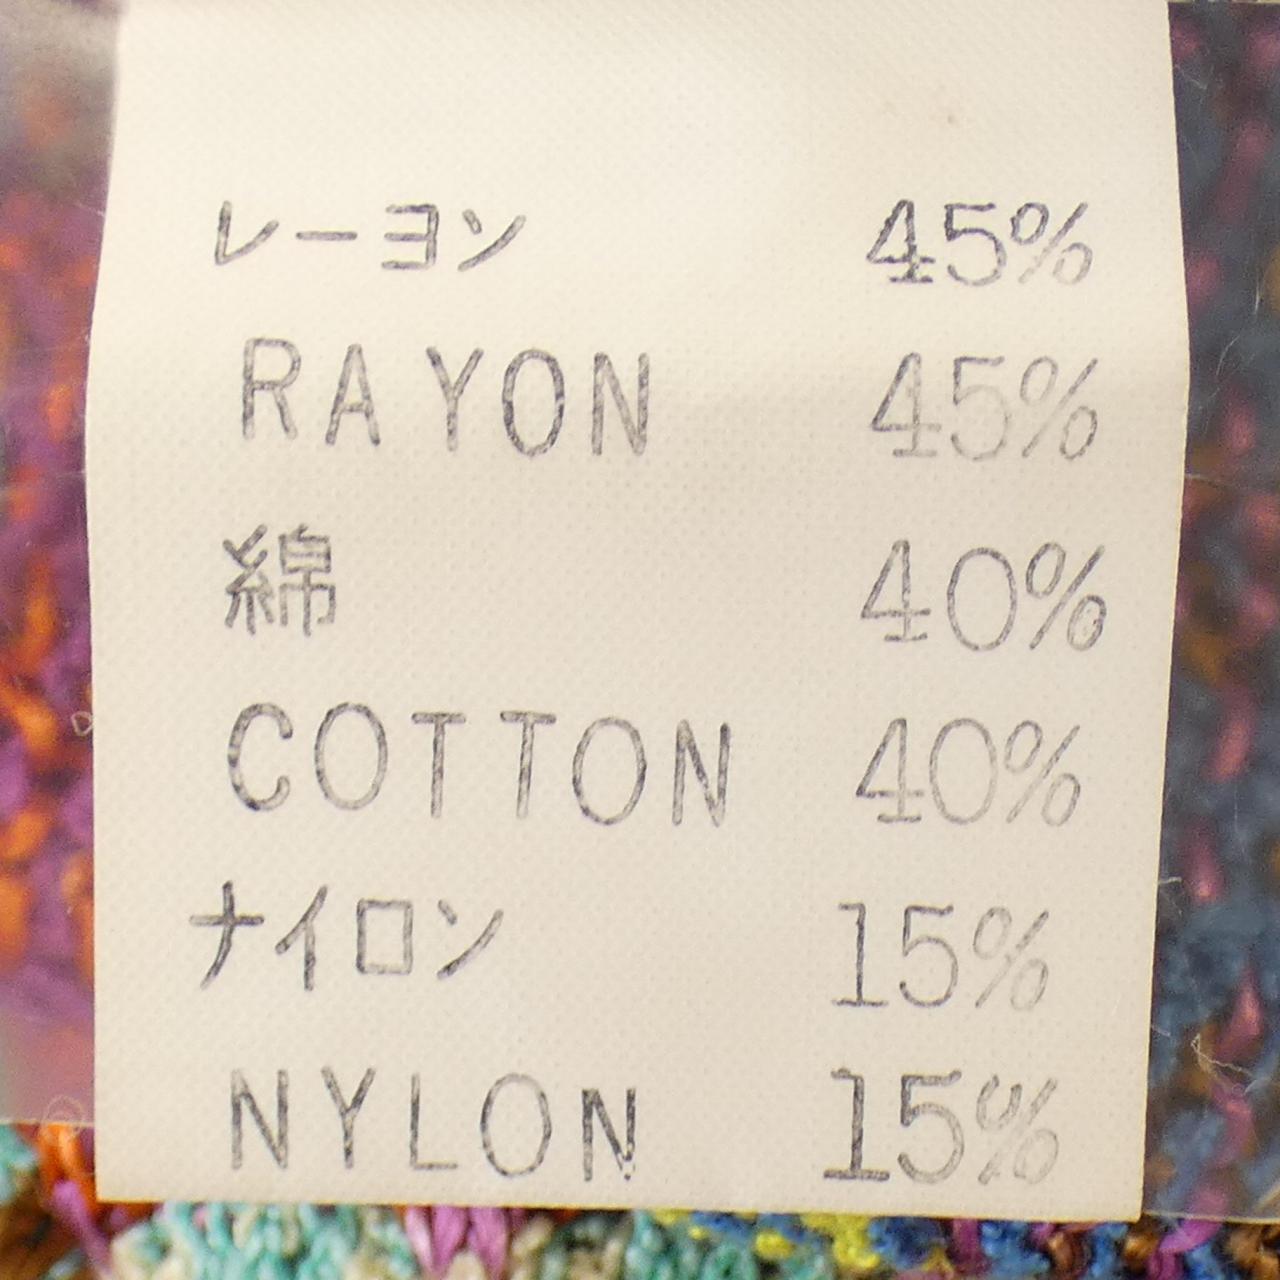 レーヨン 45%
RAYON 45%
綿 40%
COTTON 40%
ナイロン 15%
NYLON 15%